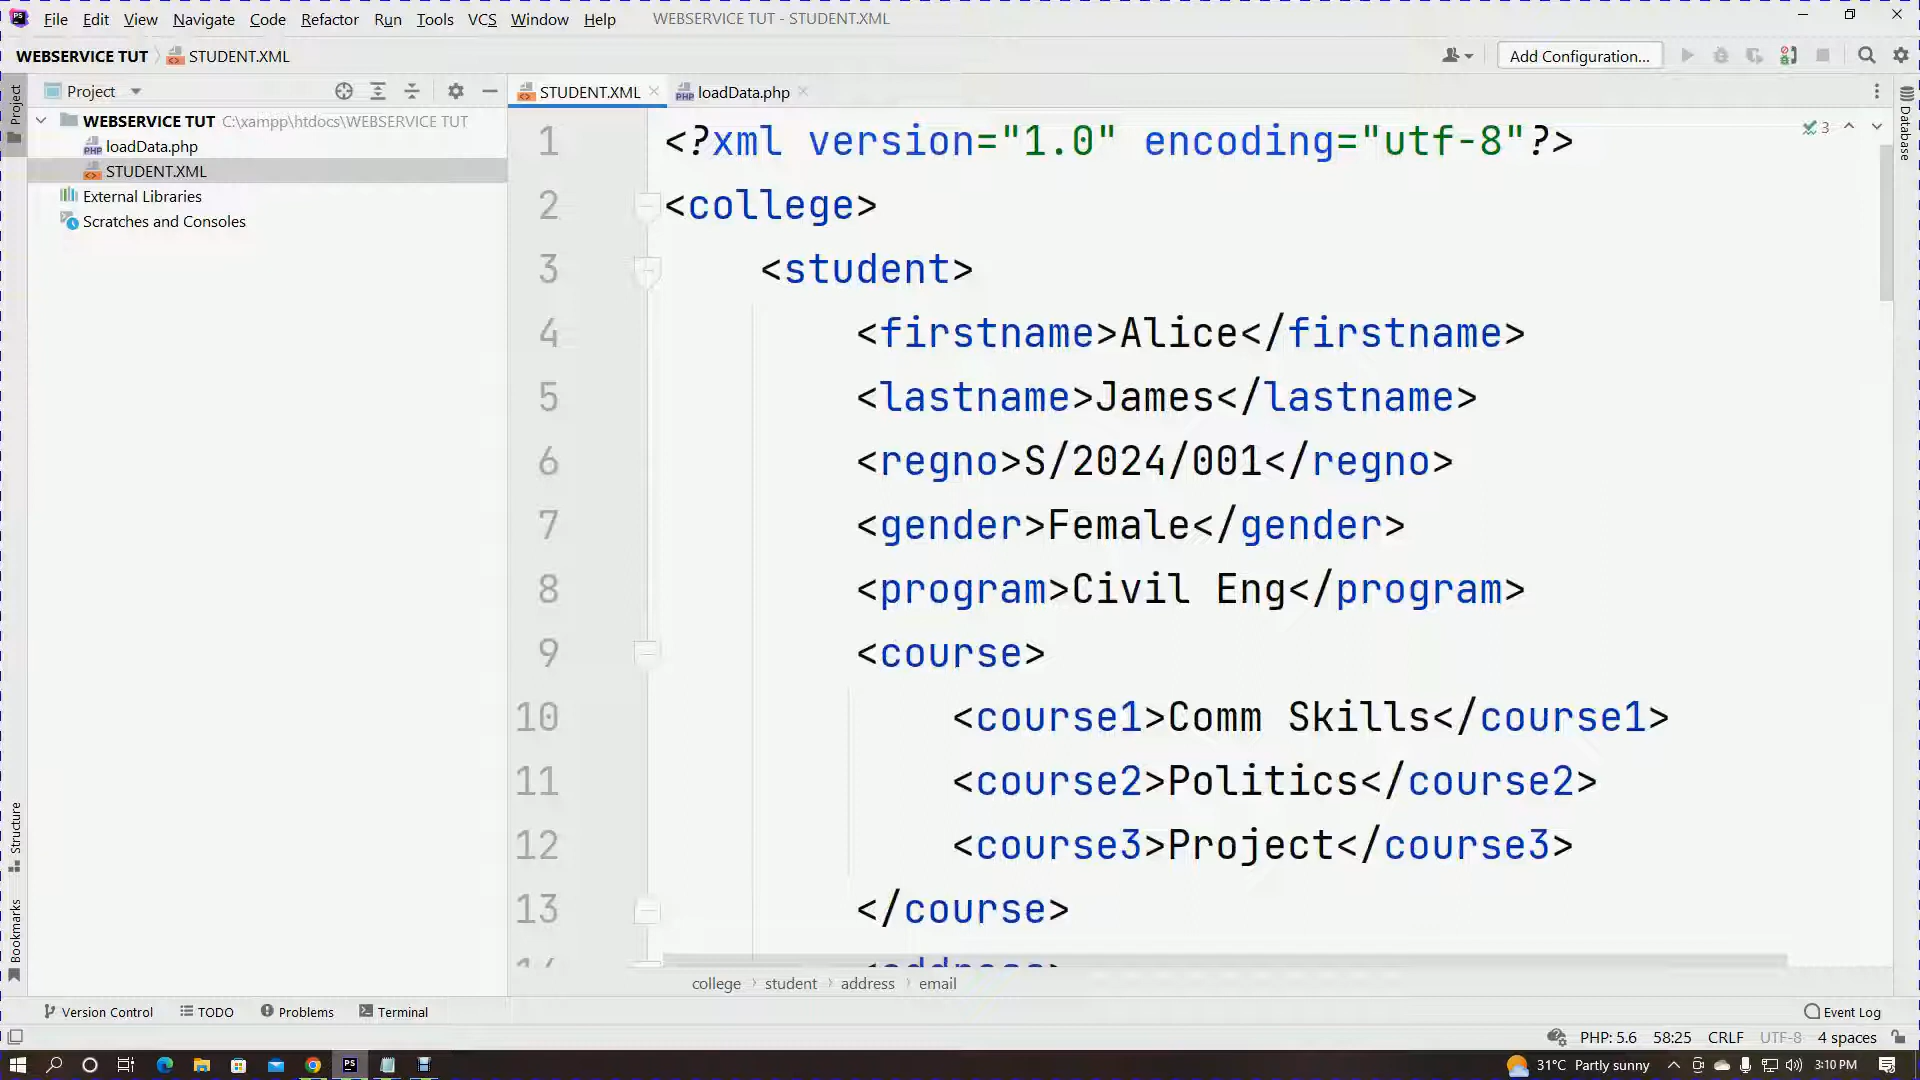 File Edit View Navigate Code Refactor Run Tools VCS Window Help WEBSERVICE TUT - STUDENT.XML
WEBSERVICE TUT STUDENT.XML Add Configuration...
Project
Project
STUDENT.XML
loadData.php
WEBSERVICE TUT C:\xampp\htdocs\WEBSERVICE TUT
loadData.php
STUDENT.XML
External Libraries
Scratches and Consoles
3
Database
1 <?xml version="1.0" encoding="utf-8"?>
2 <college>
3 <student>
4 <firstname>Alice</firstname>
5 <lastname>James</lastname>
6 <regno>S/2024/001</regno>
7 <gender>Female</gender>
8 <program>Civil Eng</program>
9 <course>
10 <course1>Comm Skills</course1>
11 <course2>Politics</course2>
12 <course3>Project</course3>
13 </course>
14 <address>
Structure
Bookmarks
college student address email
Version Control TODO Problems Terminal Event Log
PHP: 5.6 58:25 CRLF UTF-8 4 spaces
31°C Partly sunny 3:10 PM